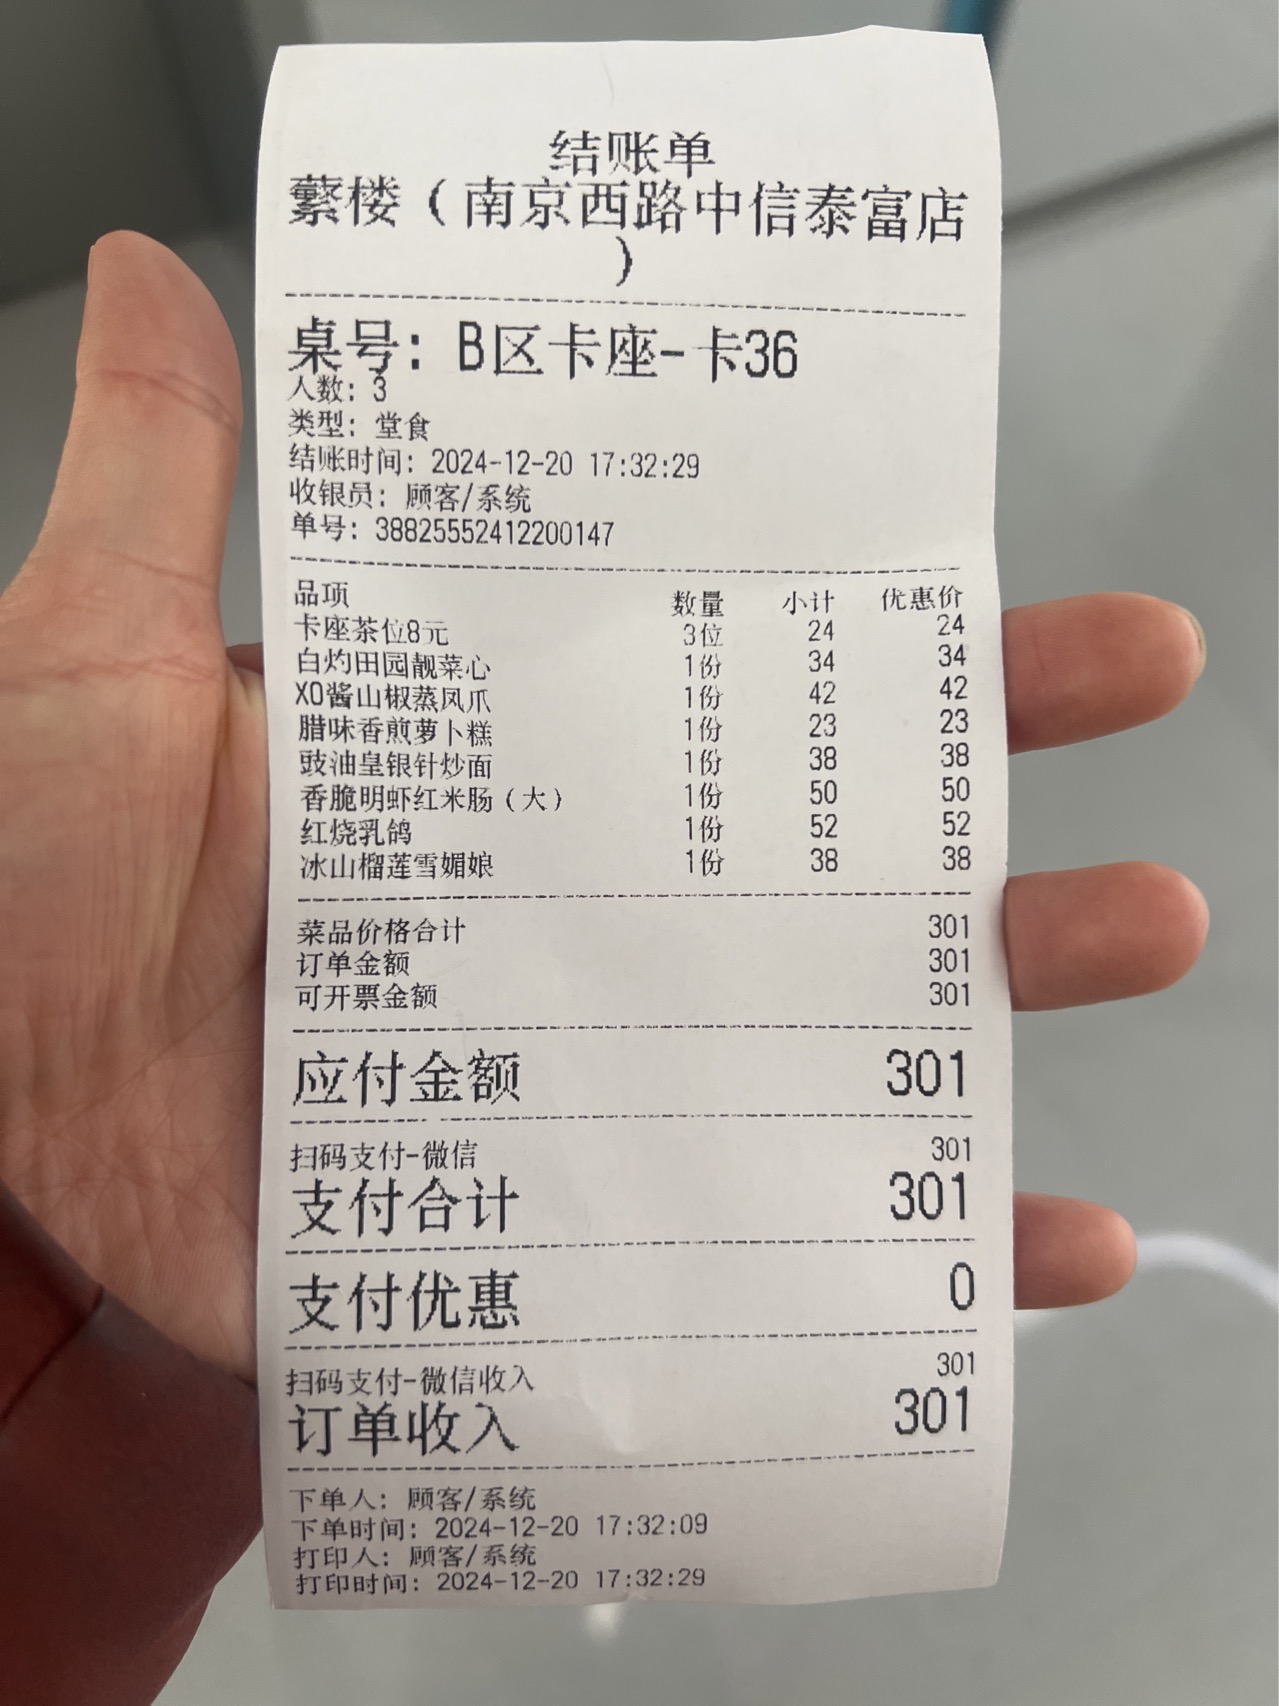 结账单
蘩楼（南京西路中信泰富店
）
桌号：B区卡座-卡36
人数：3
类型：堂食
结账时间：2024-12-20 17:32:29
收银员：顾客/系统
单号：38825552412200147
品项 数量 小计 优惠价
卡座茶位8元 3位 24 24
白灼田园靓菜心 1份 34 34
XO酱山椒蒸凤爪 1份 42 42
腊味香煎萝卜糕 1份 23 23
豉油皇银针炒面 1份 38 38
香脆明虾红米肠（大） 1份 50 50
红烧乳鸽 1份 52 52
冰山榴莲雪媚娘 1份 38 38
菜品价格合计 301
订单金额 301
可开票金额 301
应付金额 301
扫码支付-微信 301
支付合计 301
支付优惠 0
扫码支付-微信收入 301
订单收入 301
下单人：顾客/系统
下单时间：2024-12-20 17:32:09
打印人：顾客/系统
打印时间：2024-12-20 17:32:29